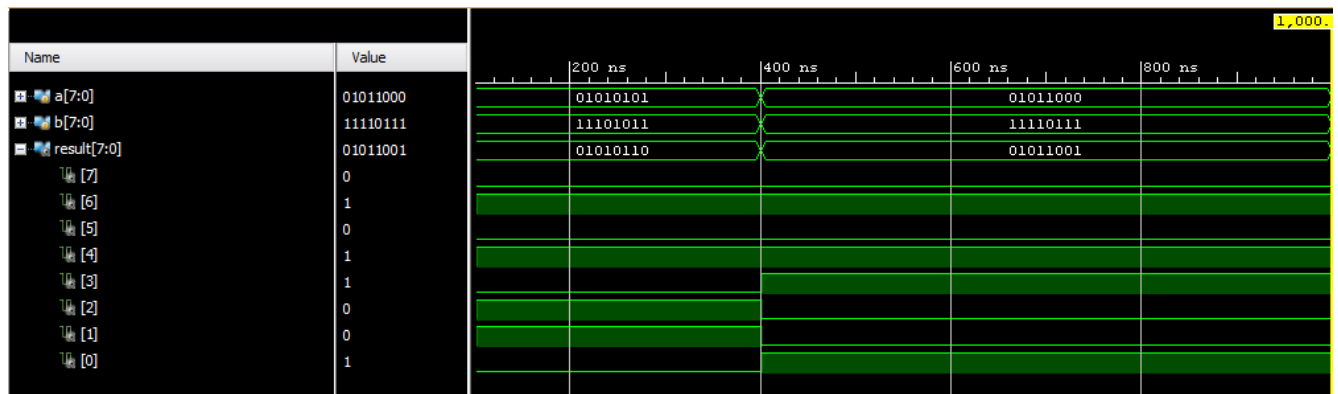 1,000.
Name Value
200 ns 400 ns 600 ns 800 ns
a[7:0] 01011000 01010101 01011000
b[7:0] 11110111 11101011 11110111
result[7:0] 01011001 01010110 01011001
[7] 0
[6] 1
[5] 0
[4] 1
[3] 1
[2] 0
[1] 0
[0] 1